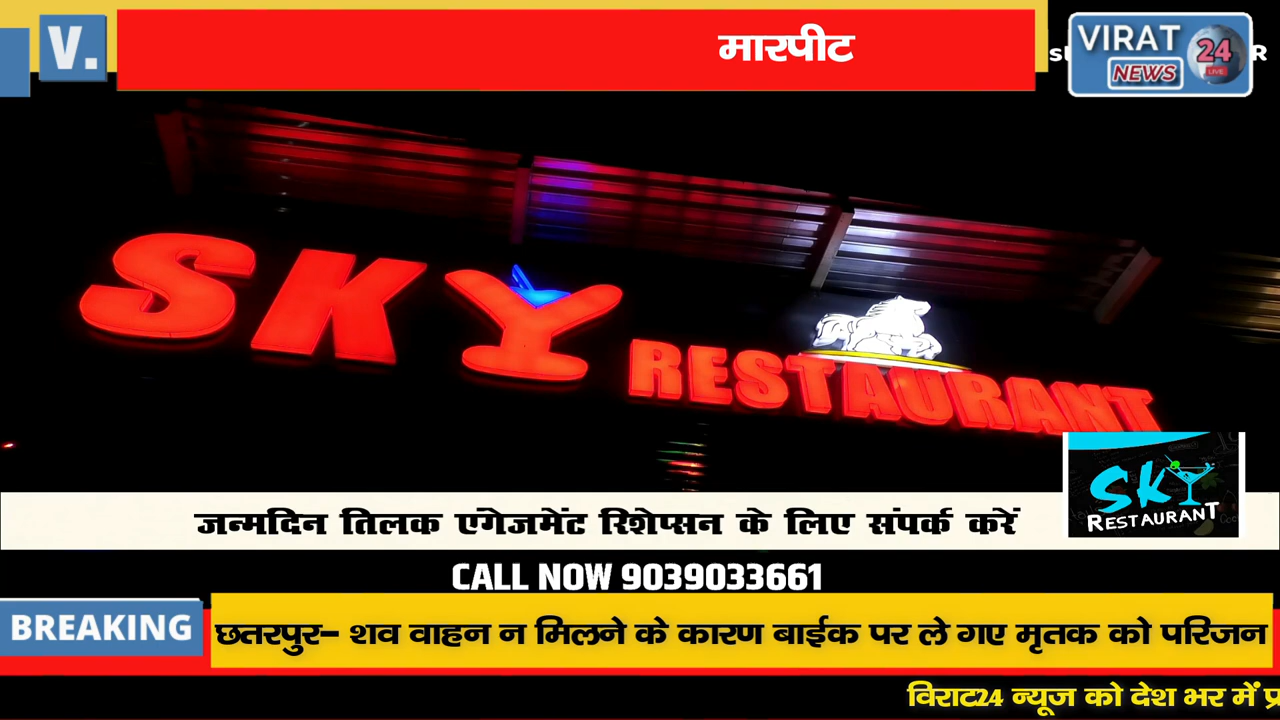 V.
मारपीट
VIRAT
24
NEWS
LIVE
R
SKY RESTAURANT
SKY
RESTAURANT
जन्मदिन तिलक एंगेजमेंट रिशेप्सन के लिए संपर्क करें
CALL NOW 9039033661
BREAKING
छतरपुर– शव वाहन न मिलने के कारण बाईक पर ले गए मृतक को परिजन
विराट24 न्यूज को देश भर में प्र